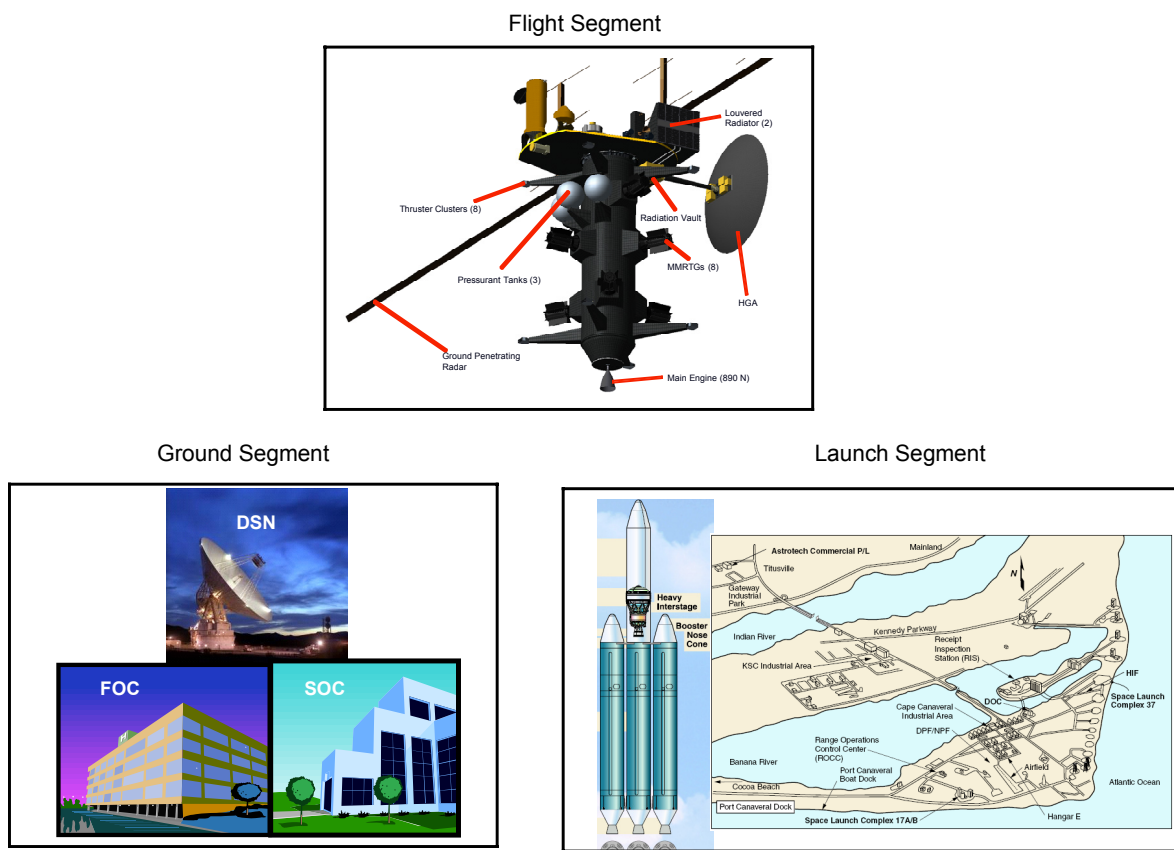 Flight Segment
Louvered
Radiator (2)
Thruster Clusters (8)
Radiation Vault
Pressurant Tanks (3)
MMRTGs (8)
HGA
Ground Penetrating
Radar
Main Engine (890 N)
Ground Segment
DSN
FOC
SOC
Launch Segment
Heavy
Interstage
Booster
Nose
Cone
Astrotech Commercial P/L
Mainland
Titusville
Gateway
Industrial
Park
N
Indian River
Kennedy Parkway
Receipt
Inspection
Station (RIS)
KSC Industrial Area
HIF
DOC
Space Launch
Complex 37
Cape Canaveral
Industrial Area
DPF/NPF
Range Operations
Control Center
(ROCC)
Banana River
Port Canaveral
Boat Dock
Airfield
Atlantic Ocean
Cocoa Beach
Port Canaveral Dock
Space Launch Complex 17A/B
Hangar E